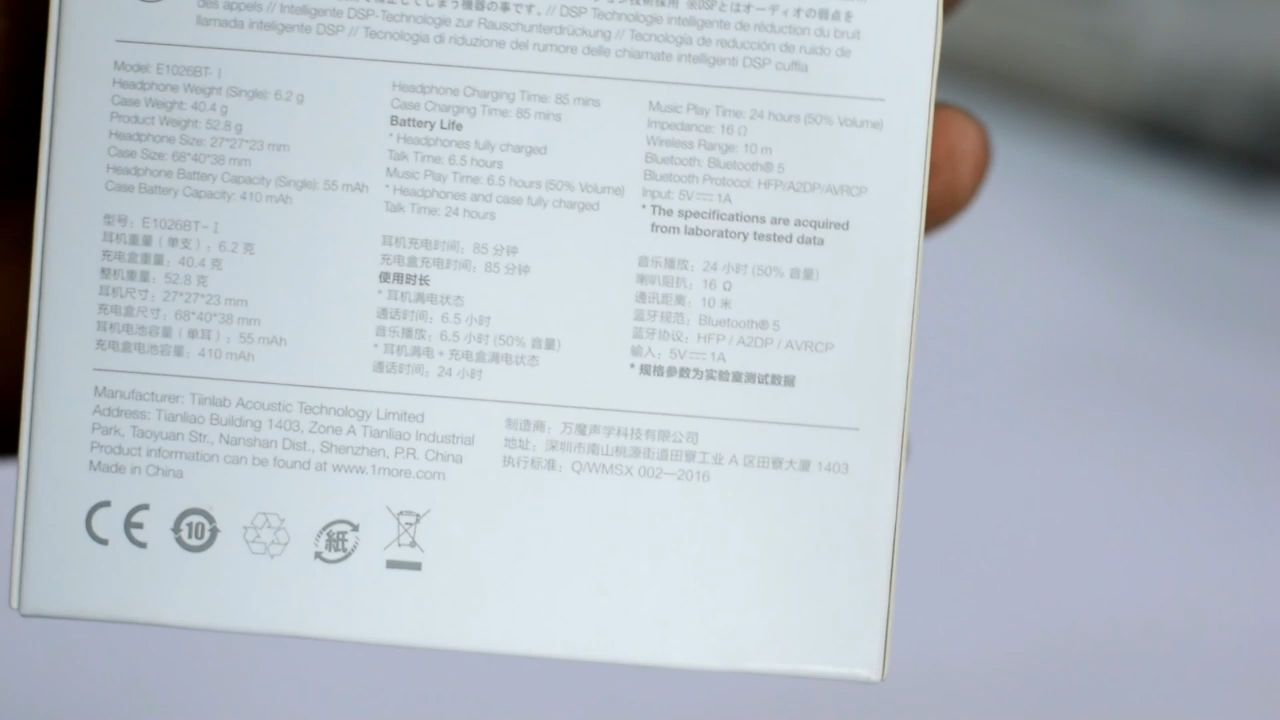 des appels // Intelligente DSP-Technologie zur Rauschunterdrückung // Tecnología de reducción de ruido de
llamada inteligente DSP // Tecnologia di riduzione del rumore delle chiamate intelligenti DSP cuffia
Model: E1026BT-I
Headphone Weight (Single): 6.2 g
Case Weight: 40.4 g
Product Weight: 52.8 g
Headphone Size: 27*27*23 mm
Case Size: 68*40*38 mm
Headphone Battery Capacity (Single): 55 mAh
Case Battery Capacity: 410 mAh
Headphone Charging Time: 85 mins
Case Charging Time: 85 mins
Battery Life
* Headphones fully charged
Talk Time: 6.5 hours
Music Play Time: 6.5 hours (50% Volume)
* Headphones and case fully charged
Talk Time: 24 hours
Music Play Time: 24 hours (50% Volume)
Impedance: 16 Ω
Wireless Range: 10 m
Bluetooth: Bluetooth® 5
Bluetooth Protocol: HFP/A2DP/AVRCP
Input: 5V⎓1A
* The specifications are acquired
from laboratory tested data
型号：E1026BT-I
耳机重量（单支）：6.2 克
充电盒重量：40.4 克
整机重量：52.8 克
耳机尺寸：27*27*23 mm
充电盒尺寸：68*40*38 mm
耳机电池容量（单耳）：55 mAh
充电盒电池容量：410 mAh
耳机充电时间：85 分钟
充电盒充电时间：85 分钟
使用时长
* 耳机满电状态
通话时间：6.5 小时
音乐播放：6.5 小时 (50% 音量)
* 耳机满电 + 充电盒满电状态
通话时间：24 小时
音乐播放：24 小时 (50% 音量)
喇叭阻抗：16 Ω
通讯距离：10 米
蓝牙规范：Bluetooth® 5
蓝牙协议：HFP / A2DP / AVRCP
输入：5V⎓1A
* 规格参数为实验室测试数据
Manufacturer: Tiinlab Acoustic Technology Limited
Address: Tianliao Building 1403, Zone A Tianliao Industrial
Park, Taoyuan Str., Nanshan Dist., Shenzhen, P.R. China
Product information can be found at www.1more.com
Made in China
制造商：万魔声学科技有限公司
地址：深圳市南山桃源街道田寮工业 A 区田寮大厦 1403
执行标准：Q/WMSX 002—2016
CE
10
紙